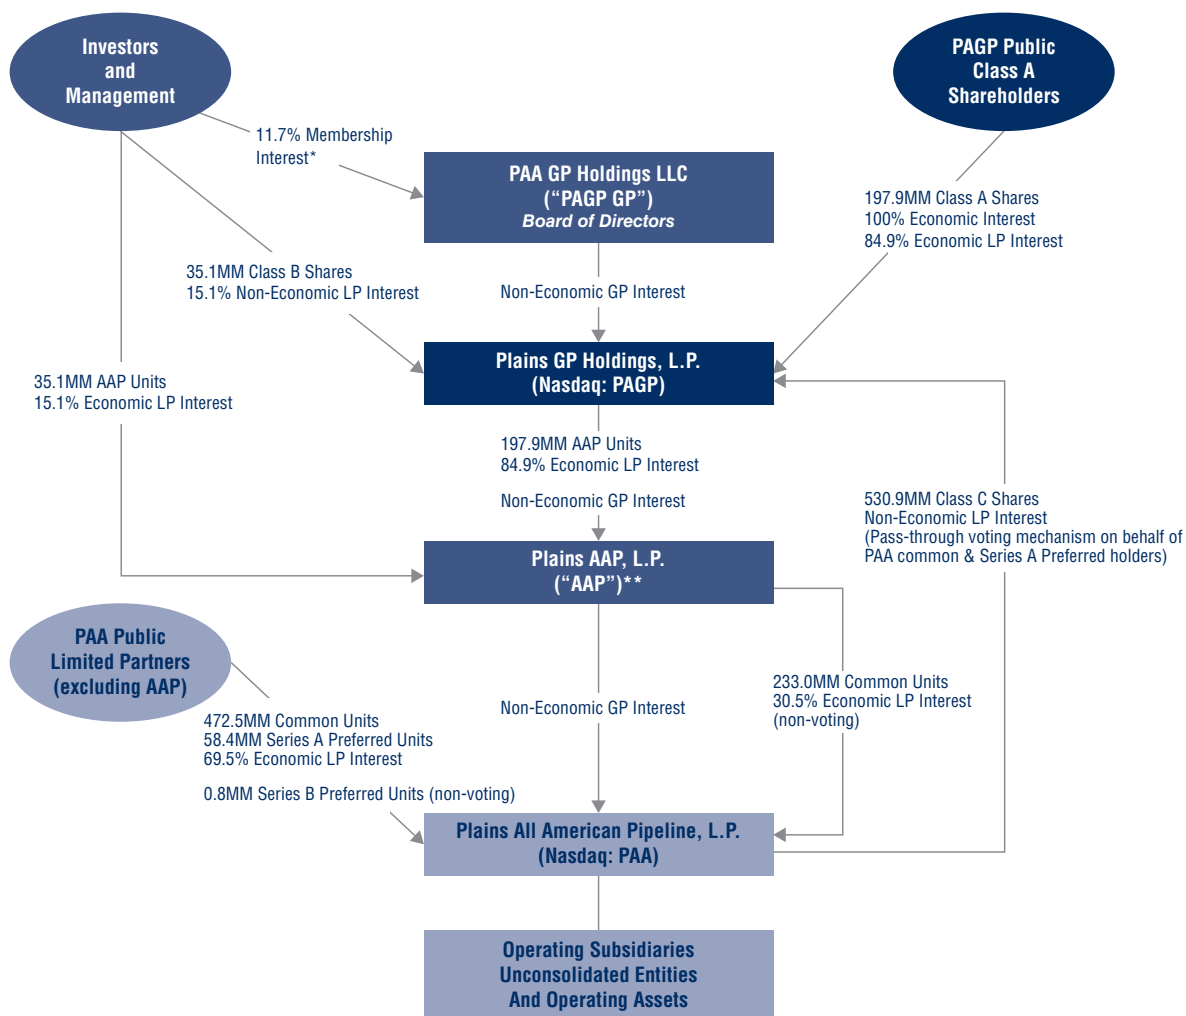 Investors
and
Management
PAGP Public
Class A
Shareholders
11.7% Membership
Interest*
PAA GP Holdings LLC
(“PAGP GP”)
Board of Directors
197.9MM Class A Shares
100% Economic Interest
84.9% Economic LP Interest
35.1MM Class B Shares
15.1% Non-Economic LP Interest
Non-Economic GP Interest
Plains GP Holdings, L.P.
(Nasdaq: PAGP)
35.1MM AAP Units
15.1% Economic LP Interest
197.9MM AAP Units
84.9% Economic LP Interest
Non-Economic GP Interest
530.9MM Class C Shares
Non-Economic LP Interest
(Pass-through voting mechanism on behalf of
PAA common & Series A Preferred holders)
Plains AAP, L.P.
(“AAP”)**
PAA Public
Limited Partners
(excluding AAP)
233.0MM Common Units
30.5% Economic LP Interest
(non-voting)
Non-Economic GP Interest
472.5MM Common Units
58.4MM Series A Preferred Units
69.5% Economic LP Interest
0.8MM Series B Preferred Units (non-voting)
Plains All American Pipeline, L.P.
(Nasdaq: PAA)
Operating Subsidiaries
Unconsolidated Entities
And Operating Assets